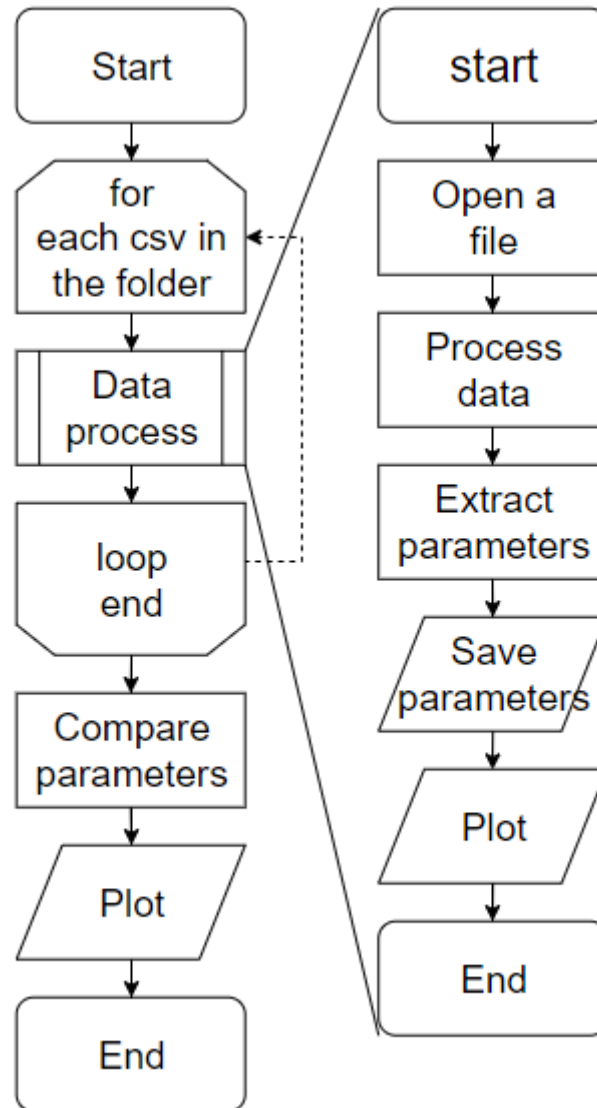 Start
for
each csv in
the folder
Data
process
loop
end
Compare
parameters
Plot
End
start
Open a
file
Process
data
Extract
parameters
Save
parameters
Plot
End